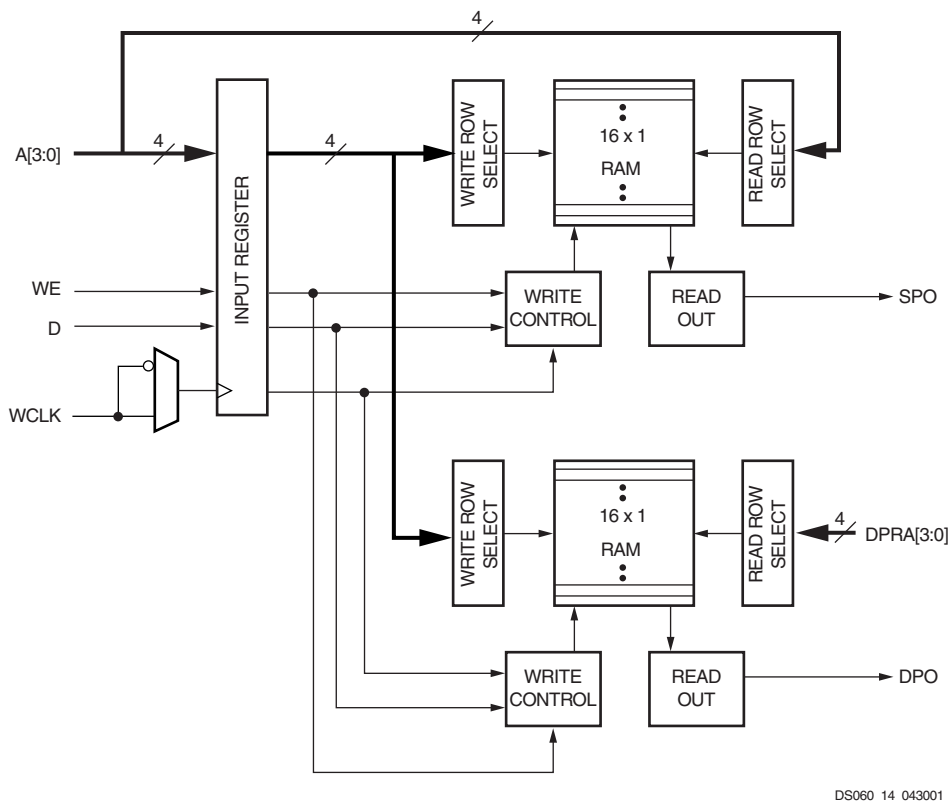 4
A[3:0]
4
INPUT REGISTER
4
WRITE ROW
SELECT
16 x 1
RAM
READ ROW
SELECT
WE
D
WCLK
WRITE
CONTROL
READ
OUT
SPO
WRITE ROW
SELECT
16 x 1
RAM
READ ROW
SELECT
4
DPRA[3:0]
WRITE
CONTROL
READ
OUT
DPO
DS060_14_043001